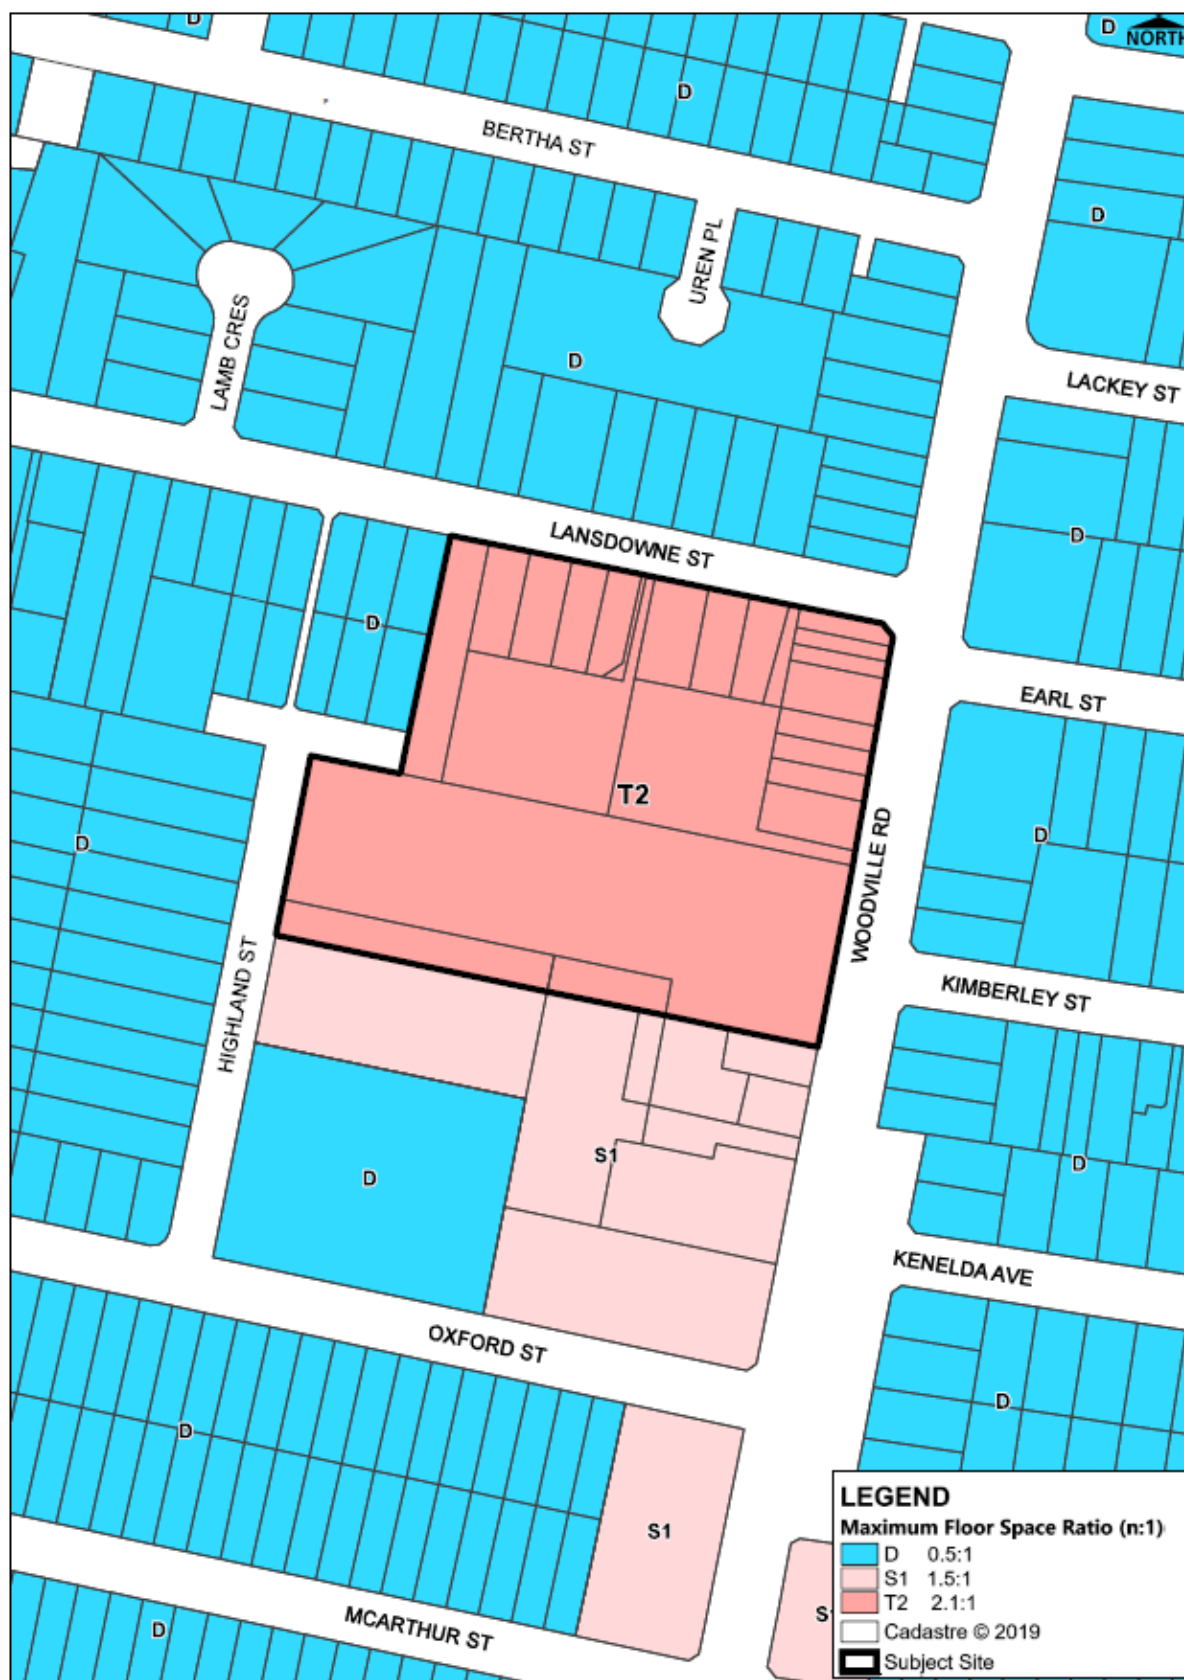 D
D
NORTH
D
BERTHA ST
D
UREN PL
LAMB CRES
D
LACKEY ST
LANSDOWNE ST
D
D
EARL ST
T2
D
D
WOODVILLE RD
HIGHLAND ST
KIMBERLEY ST
S1
D
D
KENELDA AVE
OXFORD ST
D
D
S1
MCARTHUR ST
D
LEGEND
Maximum Floor Space Ratio (n:1)
D 0.5:1
S1 1.5:1
T2 2.1:1
Cadastre © 2019
Subject Site